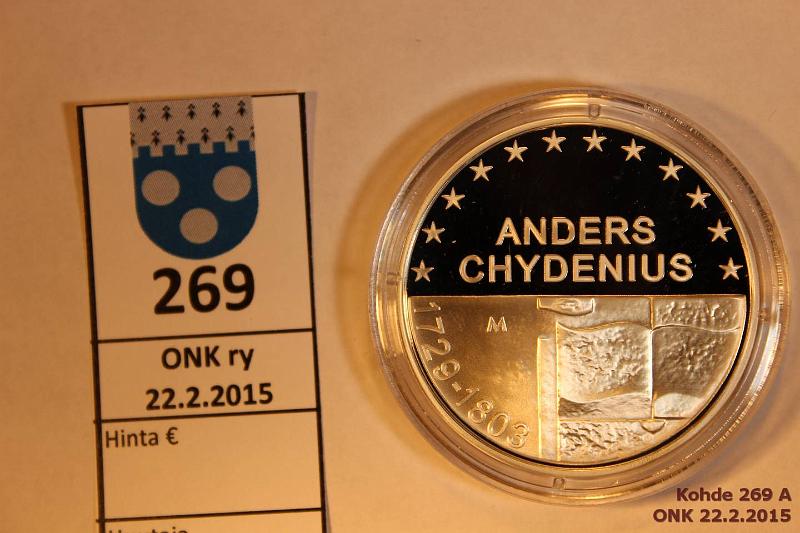 269
ONK ry
22.2.2015
Hinta €
ANDERS
CHYDENIUS
M
1729-1803
Kohde 269 A
ONK 22.2.2015